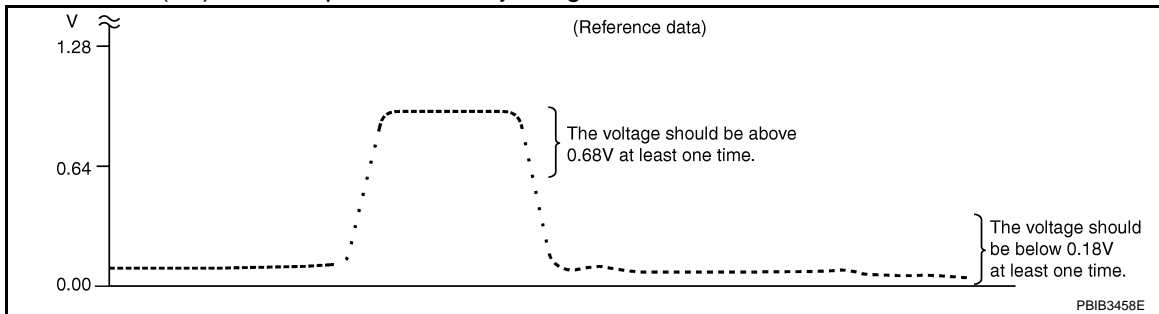 V
(Reference data)
1.28
The voltage should be above
0.68V at least one time.
0.64
The voltage should
be below 0.18V
at least one time.
0.00
PBIB3458E